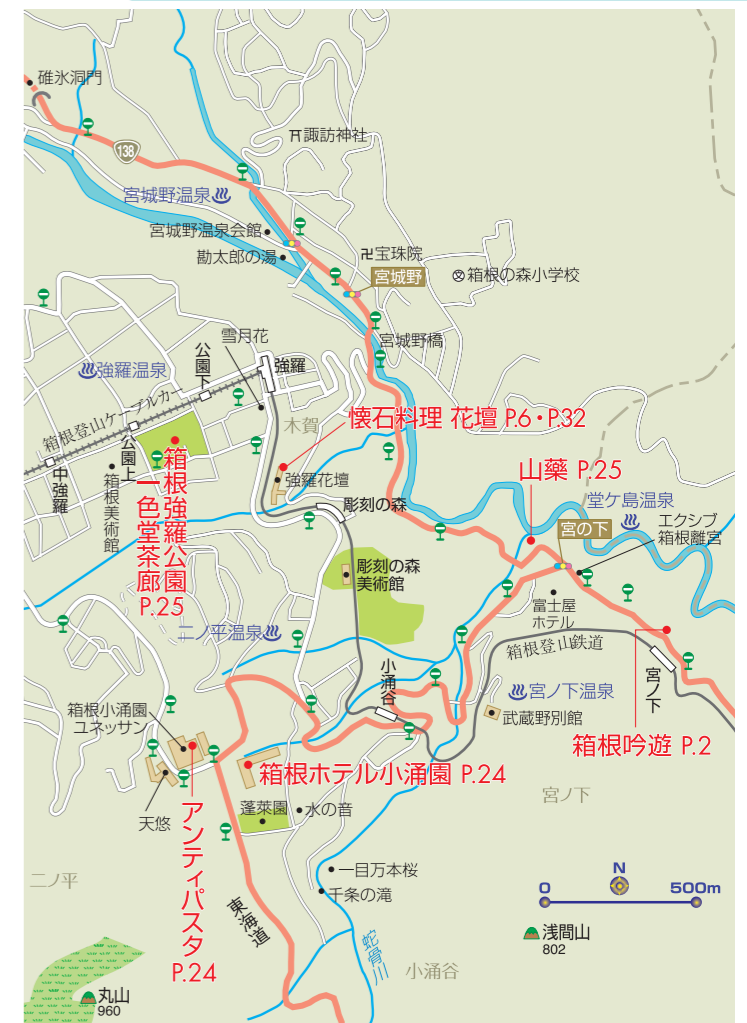 碓氷洞門
138
⛩諏訪神社
宮城野温泉♨
宮城野温泉会館
勘太郎の湯
卍宝珠院
宮城野
箱根の森小学校
雪月花
宮城野橋
公園下
強羅
♨強羅温泉
箱根登山ケーブルカー
木賀
懐石料理 花壇 P.6・P.32
公園上
中強羅
箱根美術館
箱根強羅公園
一色堂茶廊
P.25
強羅花壇
山藥 P.25
彫刻の森
堂ケ島温泉
♨
宮の下
エクシブ
箱根離宮
彫刻の森
美術館
富士屋
ホテル
二ノ平温泉♨
箱根登山鉄道
小涌谷
宮ノ下
♨宮ノ下温泉
武蔵野別館
箱根小涌園
ユネッサン
箱根吟遊 P.2
箱根ホテル小涌園 P.24
天悠
蓬莱園
水の音
宮ノ下
アンティパスタ
P.24
二ノ平
一目万本桜
千条の滝
N
0
500m
東海道
蛇骨川
浅間山
802
小涌谷
丸山
960